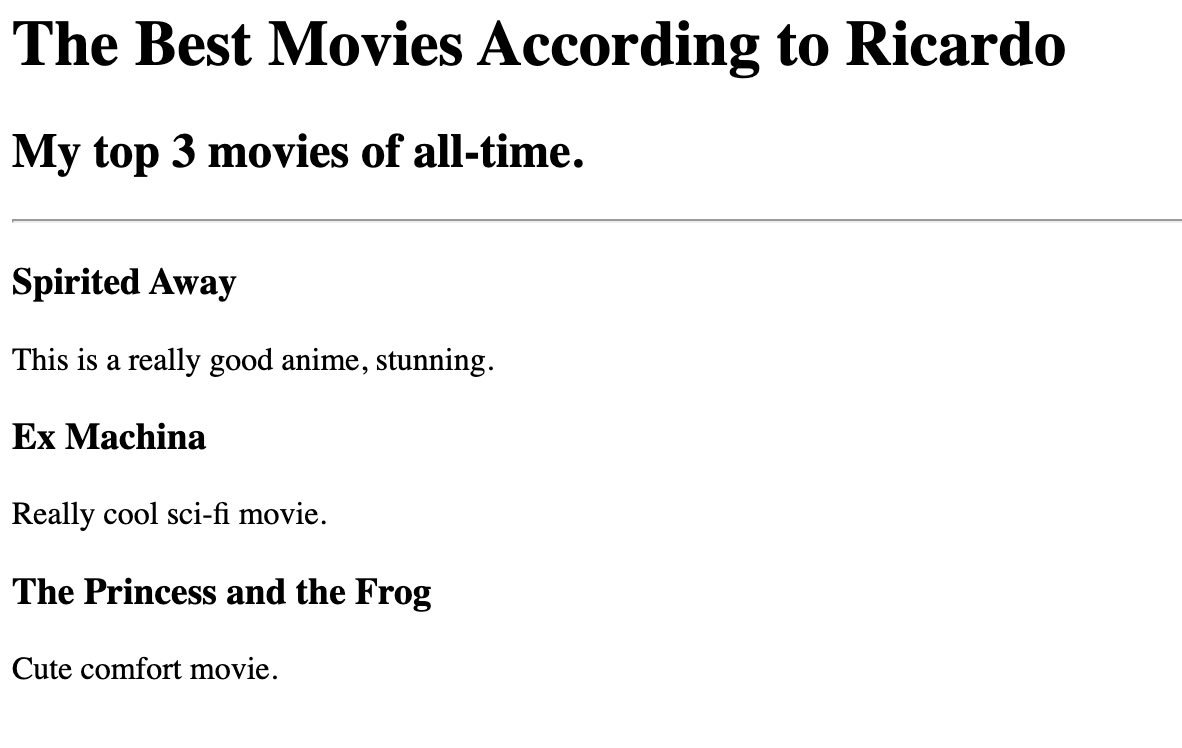 The Best Movies According to Ricardo
My top 3 movies of all-time.
Spirited Away
This is a really good anime, stunning.
Ex Machina
Really cool sci-fi movie.
The Princess and the Frog
Cute comfort movie.